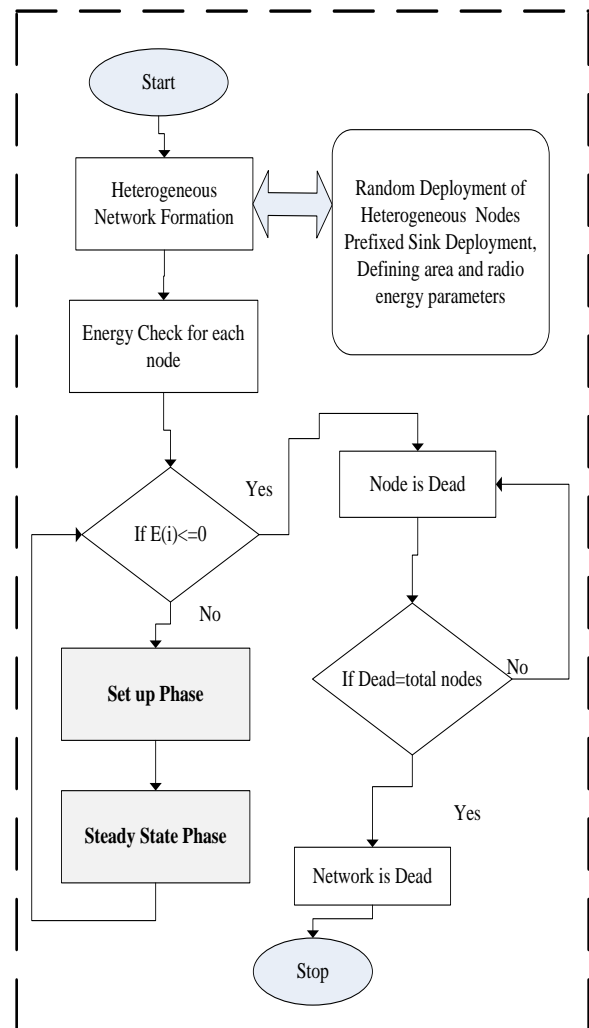 Start
Heterogeneous
Network Formation
Random Deployment of
Heterogeneous Nodes
Prefixed Sink Deployment,
Defining area and radio
energy parameters
Energy Check for each
node
Yes
Node is Dead
If E(i)<=0
No
Set up Phase
If Dead=total nodes
No
Steady State Phase
Yes
Network is Dead
Stop